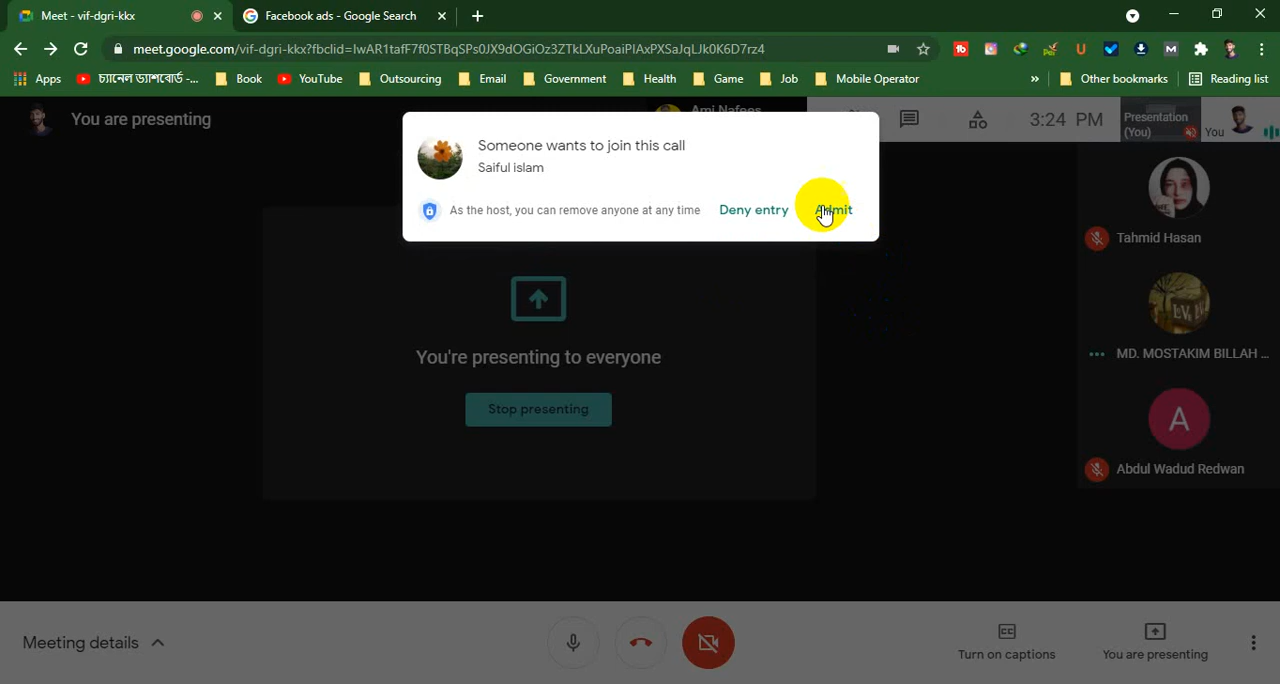 Meet - vif-dgri-kkx
Facebook ads - Google Search
meet.google.com/vif-dgri-kkx?fbclid=IwAR1tafF7f0STBqSPs0JX9dOGiOz3ZTkLXuPoaiPIAxPXSaJqLJk0K6D7rz4
Apps
চ্যানেল ড্যাশবোর্ড -...
Book
YouTube
Outsourcing
Email
Government
Health
Game
Job
Mobile Operator
»
Other bookmarks
Reading list
You are presenting
Ami Nafees
3:24 PM
Presentation
(You)
You
Someone wants to join this call
Saiful islam
As the host, you can remove anyone at any time
Deny entry
Admit
You're presenting to everyone
Stop presenting
Tahmid Hasan
MD. MOSTAKIM BILLAH ...
A
Abdul Wadud Redwan
Meeting details
Turn on captions
You are presenting